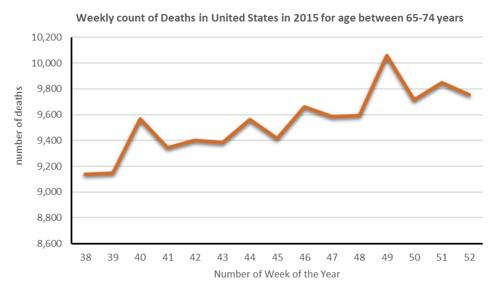 Weekly count of Deaths in United States in 2015 for age between 65-74 years
number of deaths
10,200
10,000
9,800
9,600
9,400
9,200
9,000
8,800
8,600
38 39 40 41 42 43 44 45 46 47 48 49 50 51 52
Number of Week of the Year